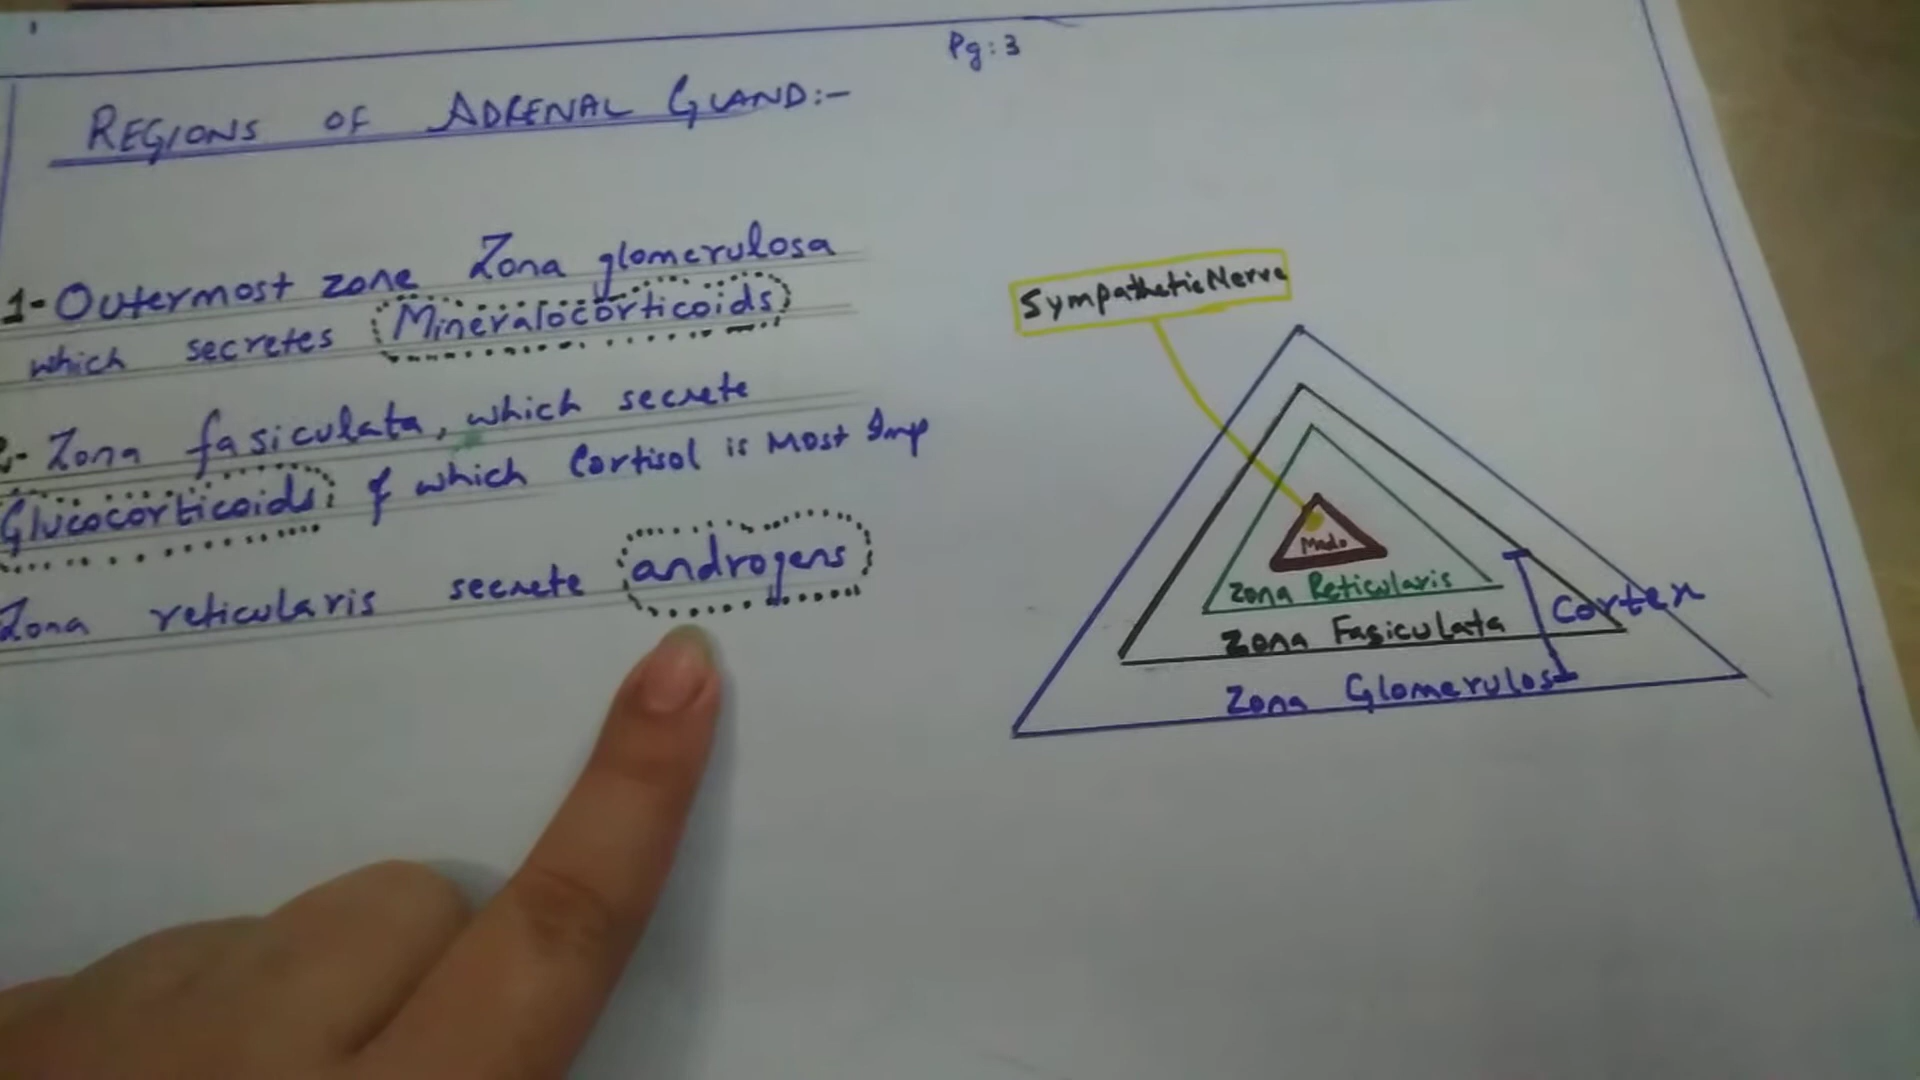 Pg:3
REGIONS OF ADRENAL GLAND:-
1- Outermost zone Zona glomerulosa
which secretes Mineralocorticoids
Zona fasiculata, which secrete
Glucocorticoids, of which Cortisol is Most Imp
Zona reticularis secrete androgens
Sympathetic Nerve
Zona Reticularis
Zona Fasiculata
Zona Glomerulos
Cortex